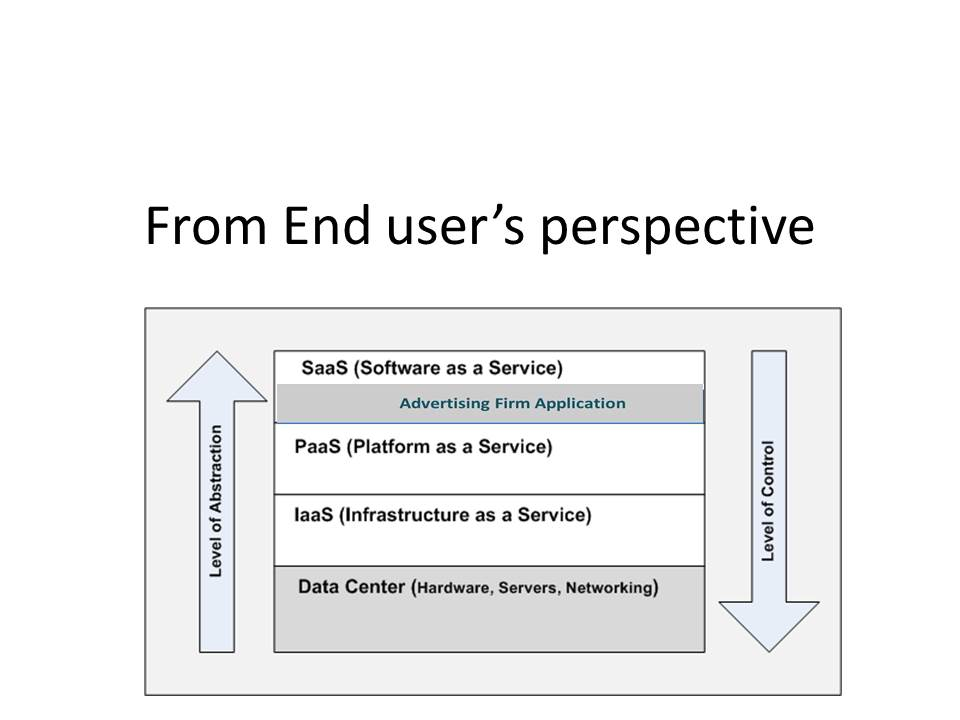 From End user’s perspective
SaaS (Software as a Service)
Advertising Firm Application
PaaS (Platform as a Service)
IaaS (Infrastructure as a Service)
Data Center (Hardware, Servers, Networking)
Level of Abstraction
Level of Control